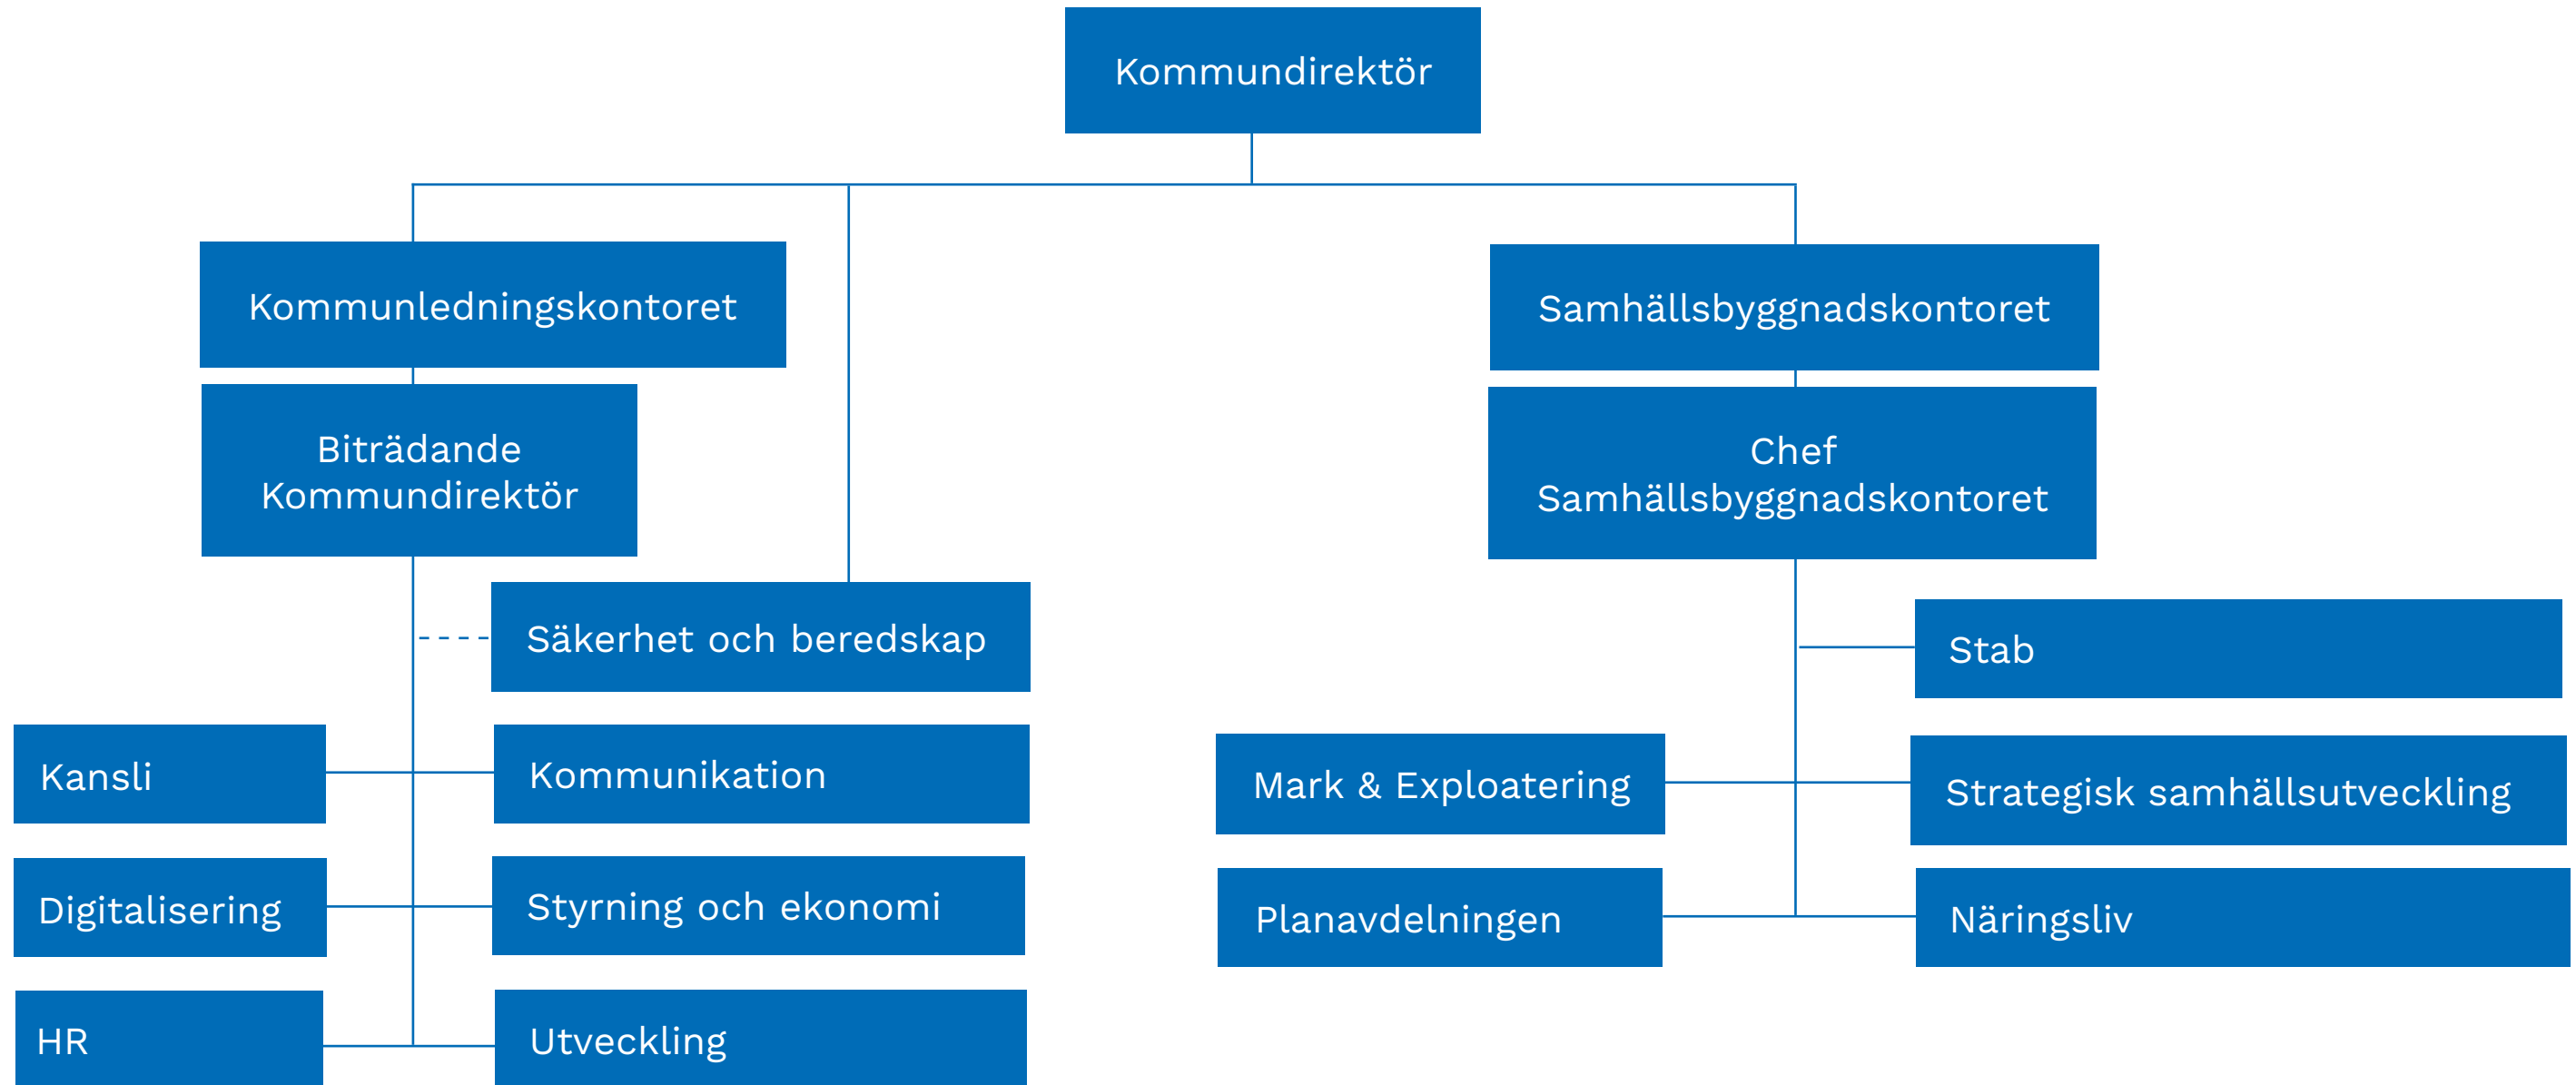 Kommundirektör
Kommunledningskontoret
Samhällsbyggnadskontoret
Biträdande
Kommundirektör
Chef
Samhällsbyggnadskontoret
Säkerhet och beredskap
Stab
Kansli
Kommunikation
Mark & Exploatering
Strategisk samhällsutveckling
Digitalisering
Styrning och ekonomi
Planavdelningen
Näringsliv
HR
Utveckling